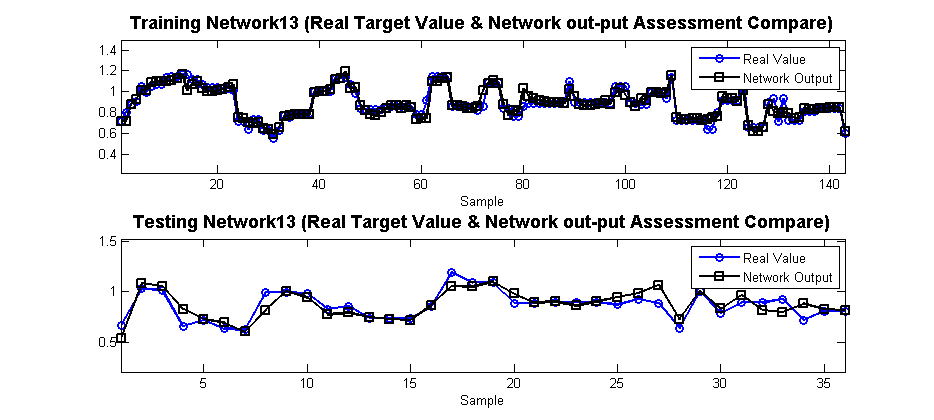 Training Network13 (Real Target Value & Network out-put Assessment Compare)
1.4
1.2
1.0
0.8
0.6
0.4
Real Value
Network Output
20 40 60 80 100 120 140
Sample
Testing Network13 (Real Target Value & Network out-put Assessment Compare)
1.5
1
0.5
Real Value
Network Output
5 10 15 20 25 30 35
Sample